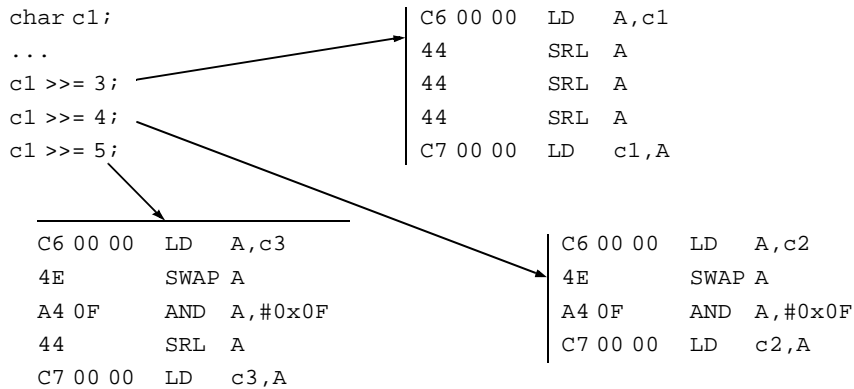 char c1;
...
c1 >>= 3;
c1 >>= 4;
c1 >>= 5;
C6 00 00 LD A,c1
44 SRL A
44 SRL A
44 SRL A
C7 00 00 LD c1,A
C6 00 00 LD A,c3
4E SWAP A
A4 0F AND A,#0x0F
44 SRL A
C7 00 00 LD c3,A
C6 00 00 LD A,c2
4E SWAP A
A4 0F AND A,#0x0F
C7 00 00 LD c2,A